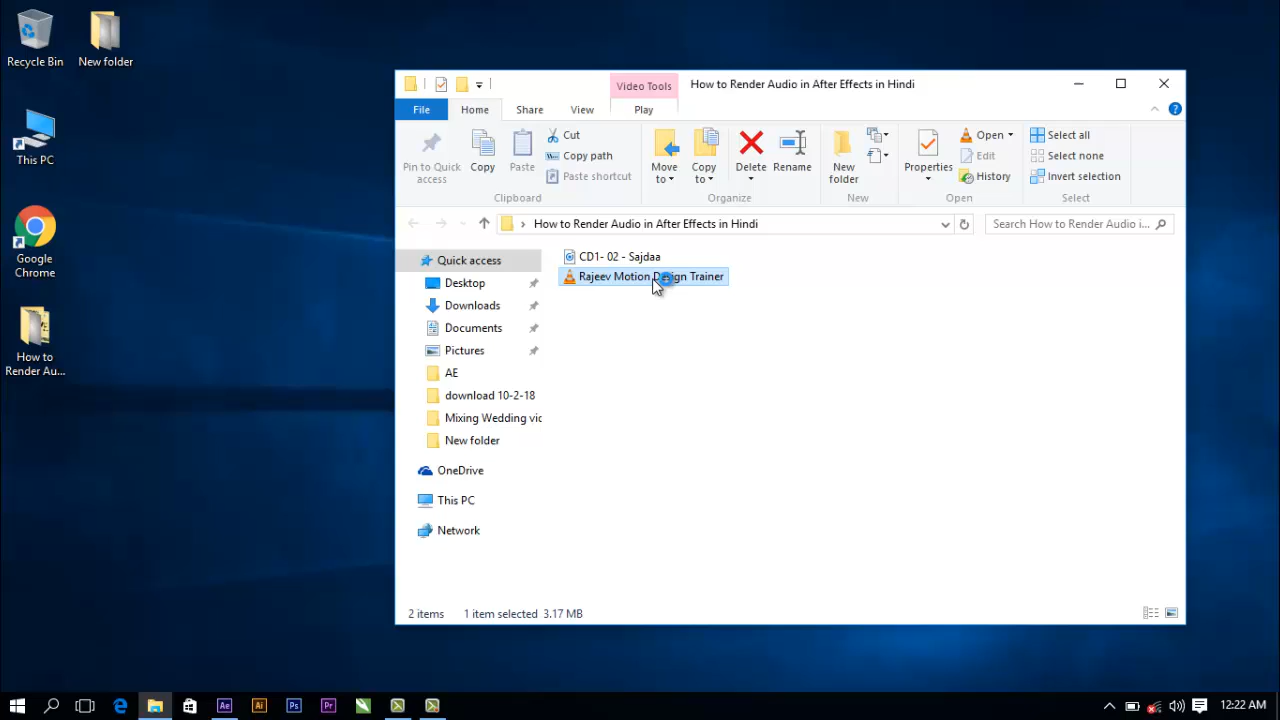 Recycle Bin
New folder
This PC
Google
Chrome
How to
Render Au...
Video Tools
How to Render Audio in After Effects in Hindi
File
Home
Share
View
Play
Pin to Quick
access
Copy
Paste
Cut
Copy path
Paste shortcut
Clipboard
Move
to
Copy
to
Delete
Rename
Organize
New
folder
New
Properties
Open
Edit
History
Open
Select all
Select none
Invert selection
Select
How to Render Audio in After Effects in Hindi
Search How to Render Audio i...
Quick access
Desktop
Downloads
Documents
Pictures
AE
download 10-2-18
Mixing Wedding vic
New folder
OneDrive
This PC
Network
CD1- 02 - Sajdaa
Rajeev Motion Design Trainer
2 items
1 item selected 3.17 MB
Ae
Ai
Ps
Pr
12:22 AM